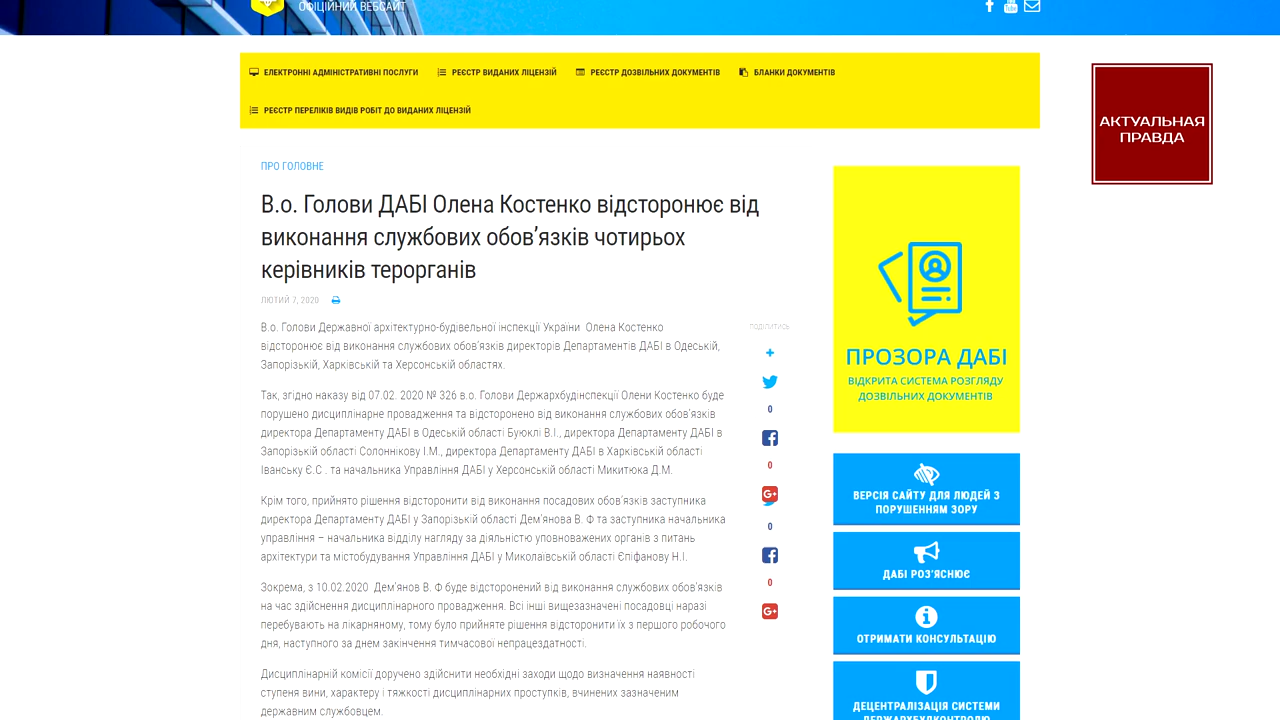 ОФІЦІЙНИЙ ВЕБСАЙТ
ЕЛЕКТРОННІ АДМІНІСТРАТИВНІ ПОСЛУГИ
РЕЄСТР ВИДАНИХ ЛІЦЕНЗІЙ
РЕЄСТР ДОЗВІЛЬНИХ ДОКУМЕНТІВ
БЛАНКИ ДОКУМЕНТІВ
РЕЄСТР ПЕРЕЛІКІВ ВИДІВ РОБІТ ДО ВИДАНИХ ЛІЦЕНЗІЙ
АКТУАЛЬНАЯ
ПРАВДА
ПРО ГОЛОВНЕ
В.о. Голови ДАБІ Олена Костенко відсторонює від
виконання службових обов’язків чотирьох
керівників терорганів
ЛЮТИЙ 7, 2020
В.о. Голови Державної архітектурно-будівельної інспекції України Олена Костенко
відсторонює від виконання службових обов’язків директорів Департаментів ДАБІ в Одеській,
Запорізькій, Харківській та Херсонській областях.
Так, згідно наказу від 07.02. 2020 № 326 в.о. Голови Держархбудінспекції Олени Костенко буде
порушено дисциплінарне провадження та відсторонено від виконання службових обов’язків
директора Департаменту ДАБІ в Одеській області Буюклі В.І., директора Департаменту ДАБІ в
Запорізькій області Солоннікову І.М., директора Департаменту ДАБІ в Харківській області
Іванську Є.С . та начальника Управління ДАБІ у Херсонській області Микитюка Д.М.
Крім того, прийнято рішення відсторонити від виконання посадових обов’язків заступника
директора Департаменту ДАБІ у Запорізькій області Дем’янова В. Ф та заступника начальника
управління – начальника відділу нагляду за діяльністю уповноважених органів з питань
архітектури та містобудування Управління ДАБІ у Миколаївській області Єпіфанову Н.І.
Зокрема, з 10.02.2020 Дем’янов В. Ф буде відсторонений від виконання службових обов’язків
на час здійснення дисциплінарного провадження. Всі інші вищезазначені посадовці наразі
перебувають на лікарняному, тому було прийняте рішення відсторонити їх з першого робочого
дня, наступного за днем закінчення тимчасової непрацездатності.
Дисциплінарній комісії доручено здійснити необхідні заходи щодо визначення наявності
ступеня вини, характеру і тяжкості дисциплінарних проступків, вчинених зазначеним
державним службовцем.
ПОДІЛИТИСЬ
0
0
0
0
ПРОЗОРА ДАБІ
ВІДКРИТА СИСТЕМА РОЗГЛЯДУ
ДОЗВІЛЬНИХ ДОКУМЕНТІВ
ВЕРСІЯ САЙТУ ДЛЯ ЛЮДЕЙ З
ПОРУШЕННЯМ ЗОРУ
ДАБІ РОЗ’ЯСНЮЄ
ОТРИМАТИ КОНСУЛЬТАЦІЮ
ДЕЦЕНТРАЛІЗАЦІЯ СИСТЕМИ
ДЕРЖАРХБУДКОНТРОЛЮ